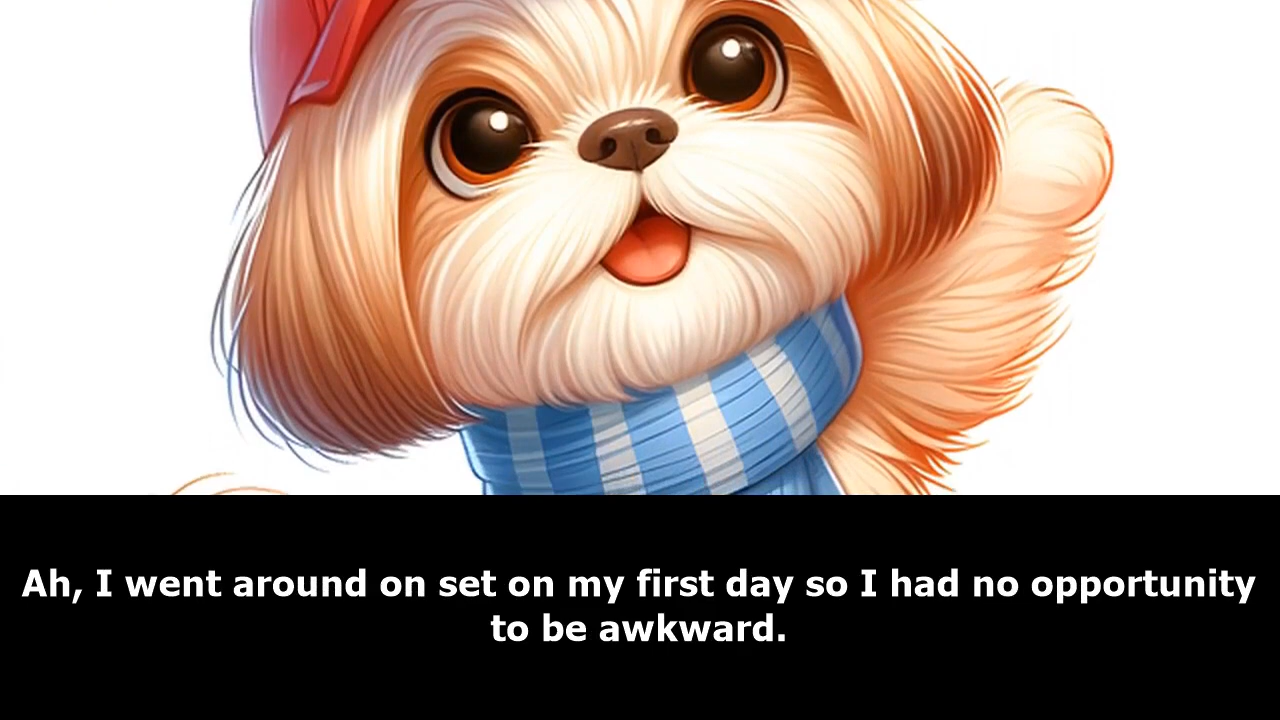 Ah, I went around on set on my first day so I had no opportunity
to be awkward.